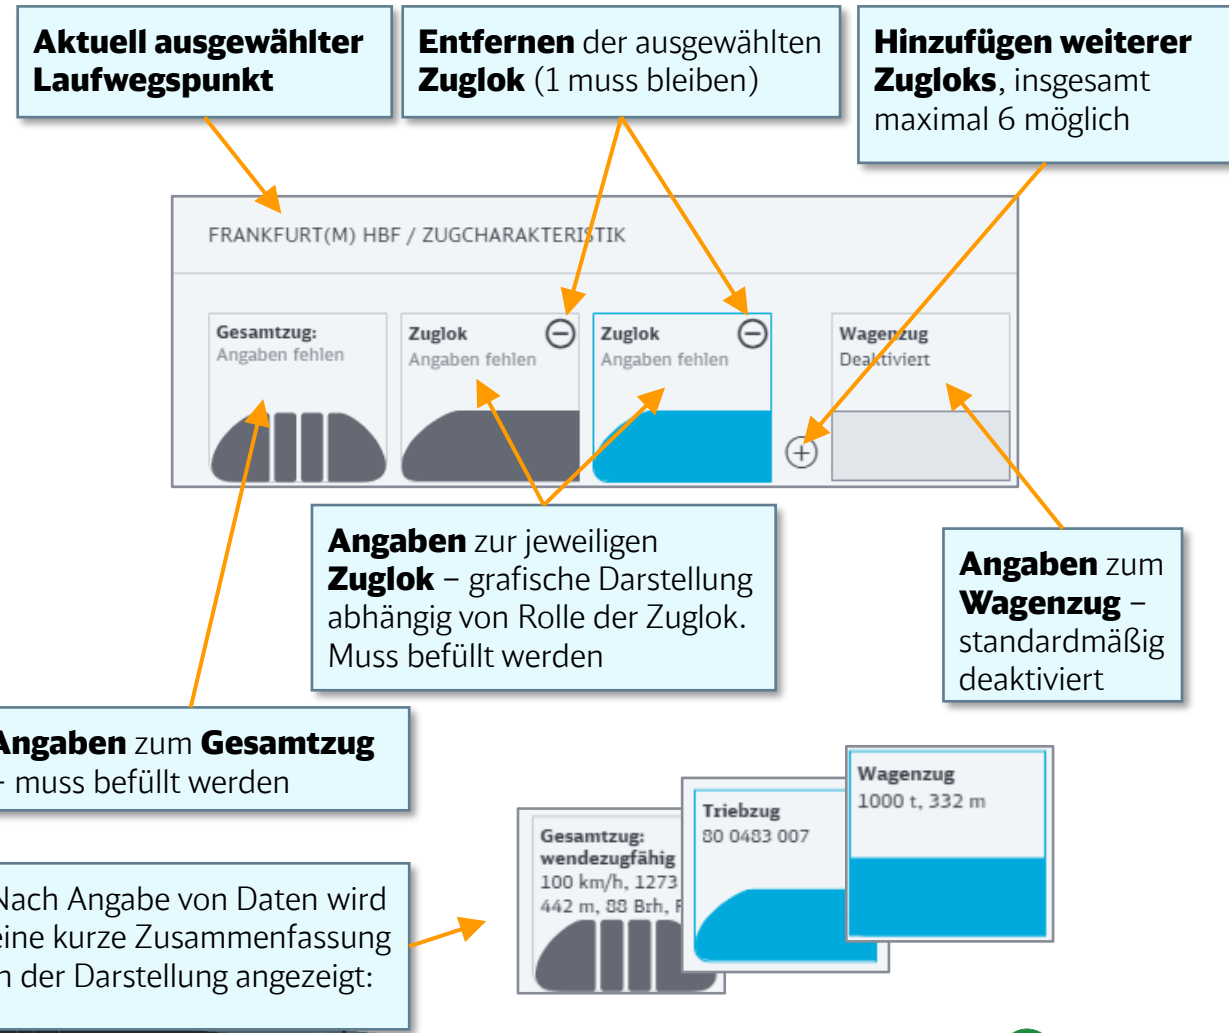 Aktuell ausgewählter
Laufwegspunkt
Entfernen der ausgewählten
Zuglok (1 muss bleiben)
Hinzufügen weiterer
Zugloks, insgesamt
maximal 6 möglich
FRANKFURT(M) HBF / ZUGCHARAKTERISTIK
Gesamtzug:
Angaben fehlen
Zuglok
Angaben fehlen
Zuglok
Angaben fehlen
Wagenzug
Deaktiviert
Angaben zur jeweiligen
Zuglok – grafische Darstellung
abhängig von Rolle der Zuglok.
Muss befüllt werden
Angaben zum
Wagenzug –
standardmäßig
deaktiviert
Angaben zum Gesamtzug
– muss befüllt werden
Nach Angabe von Daten wird
eine kurze Zusammenfassung
in der Darstellung angezeigt:
Gesamtzug:
wendezugfähig
100 km/h, 1273
442 m, 88 Brh,
Triebzug
80 0483 007
Wagenzug
1000 t, 332 m